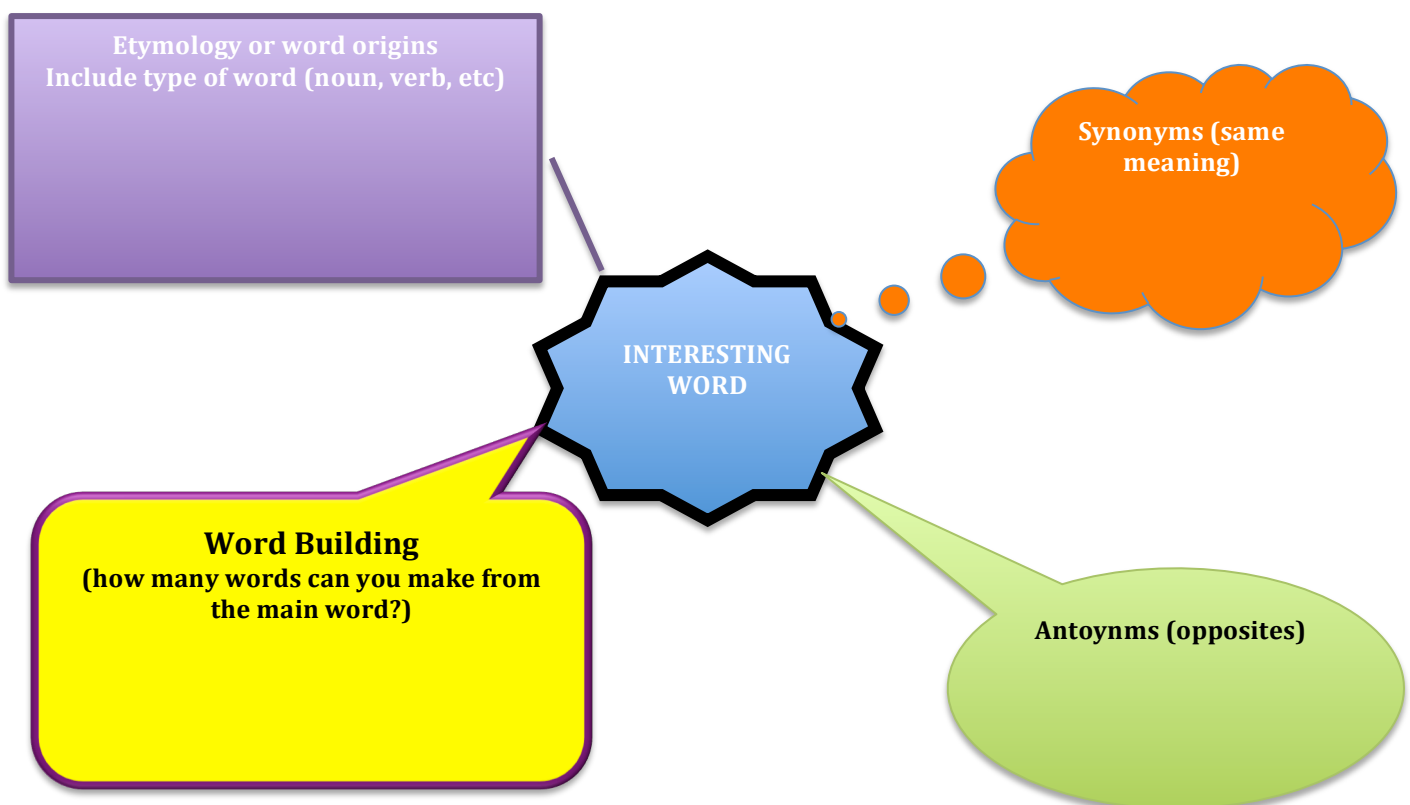 Etymology or word origins
Include type of word (noun, verb, etc)
Synonyms (same
meaning)
INTERESTING
WORD
Word Building
(how many words can you make from
the main word?)
Antoynms (opposites)